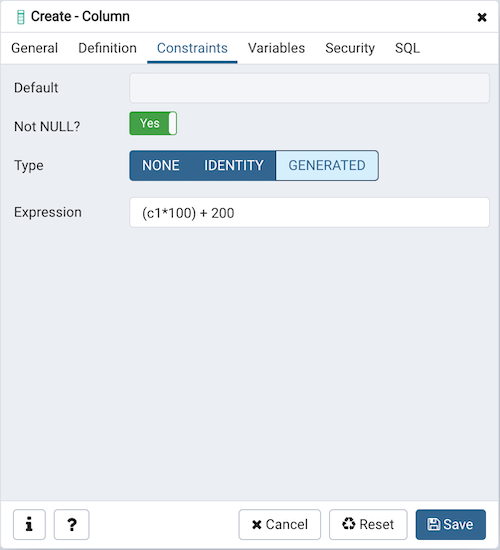 Create - Column
General Definition Constraints Variables Security SQL
Default
Not NULL? Yes
Type NONE IDENTITY GENERATED
Expression (c1*100) + 200
i ? Cancel Reset Save